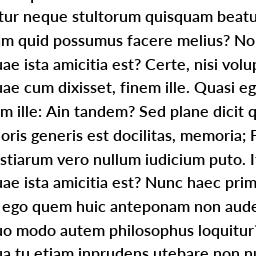 tur neque stultorum quisquam beatu
m quid possumus facere melius? No
uae ista amicitia est? Certe, nisi volup
uae cum dixisset, finem ille. Quasi eg
m ille: Ain tandem? Sed plane dicit q
oris generis est docilitas, memoria; F
stiarum vero nullum iudicium puto. I
uae ista amicitia est? Nunc haec prim
ego quem huic anteponam non aude
uo modo autem philosophus loquitur
ua tu etiam inprudens utebare non nu